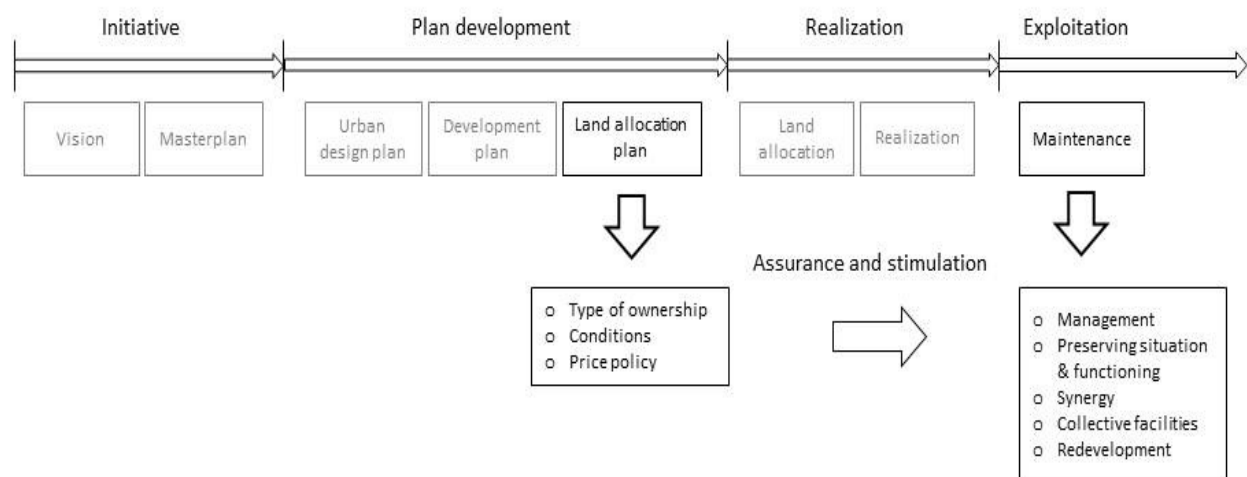 Initiative
Plan development
Realization
Exploitation
Vision
Masterplan
Urban
design plan
Development
plan
Land allocation
plan
Land
allocation
Realization
Maintenance
Assurance and stimulation
o Type of ownership
o Conditions
o Price policy
o Management
o Preserving situation
& functioning
o Synergy
o Collective facilities
o Redevelopment